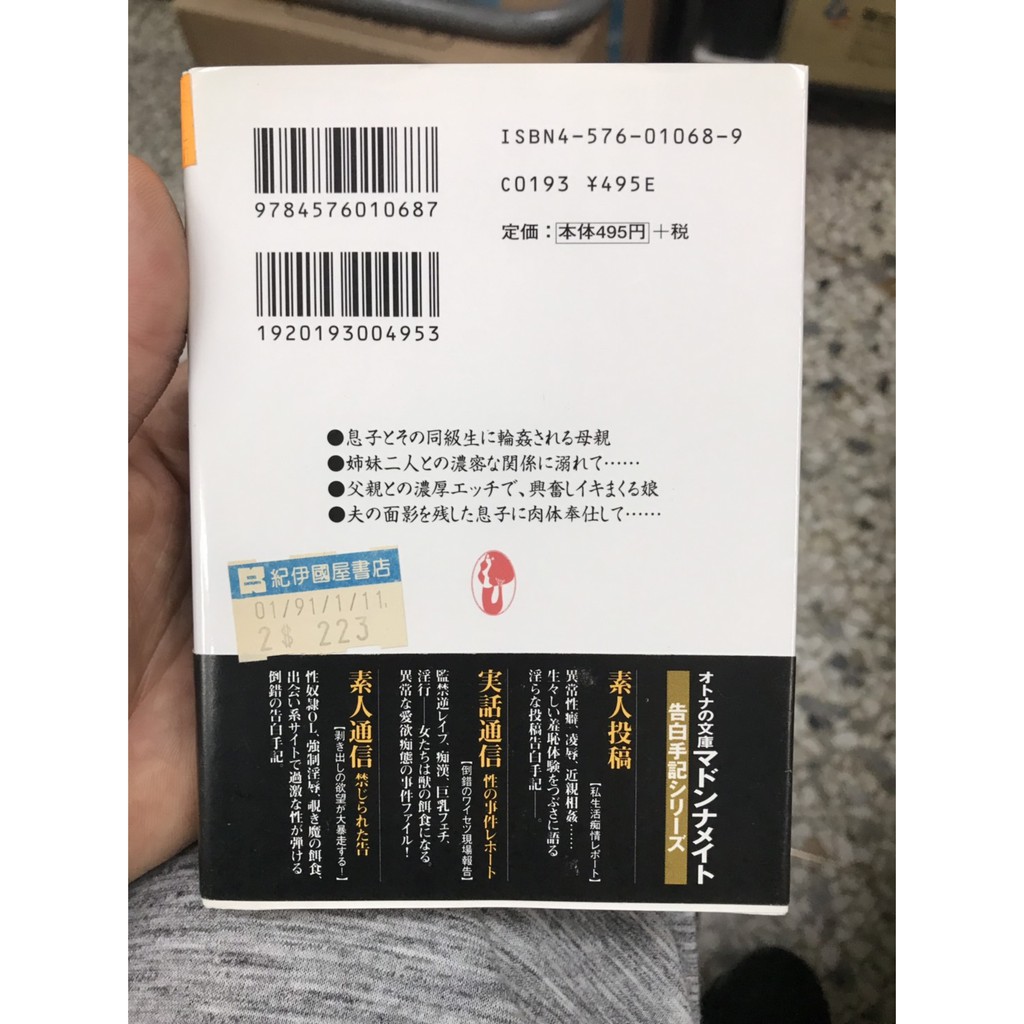 ISBN4-576-01068-9
C0193 ¥495E
定価：本体495円＋税
9784576010687
1920193004953
●息子とその同級生に輪姦される母親
●姉妹二人との濃密な関係に溺れて……
●父親との濃厚エッチで、興奮しイキまくる娘
●夫の面影を残した息子に肉体奉仕して……
紀伊國屋書店
01/91/1/11.
2$ 223
オトナの文庫マドンナメイト
告白手記シリーズ
素人投稿
【私生活痴情レポート】
異常性癖、凌辱、近親相姦……
生々しい羞恥体験をつぶさに語る
淫らな投稿告白手記――
実話通信 性の事件レポート
【倒錯のワイセツ現場報告】
監禁逆レイプ、痴漢、巨乳フェチ、
淫行――女たちは獣の餌食になる。
異常な愛欲痴態の事件ファイル！
素人通信 禁じられた告
【剥き出しの欲望が大暴走する！】
性奴隷OL、強制淫辱、覗き魔の餌食、
出会い系サイトで過激な性が弾ける
倒錯の告白手記